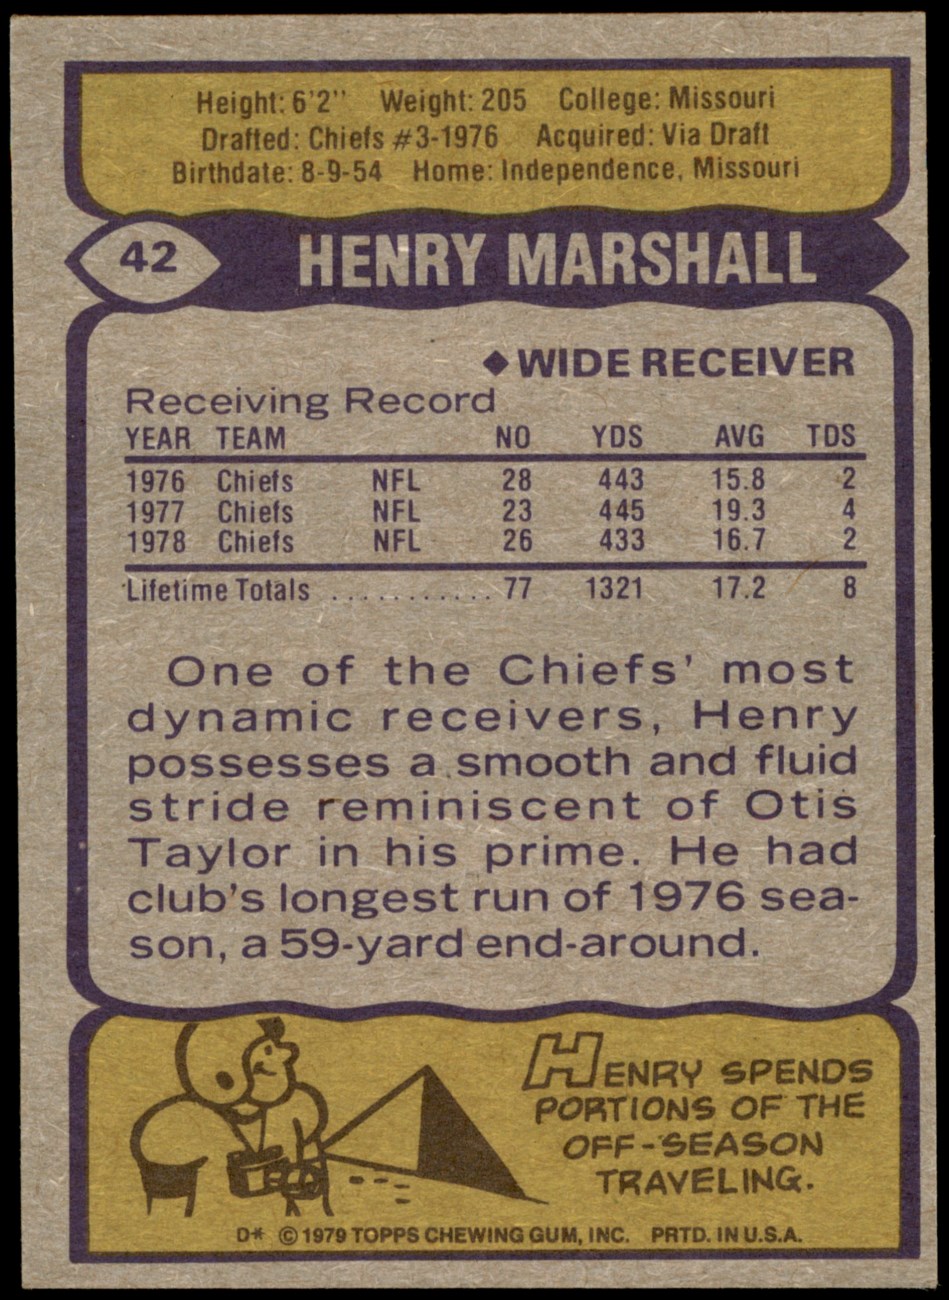 Height: 6'2" Weight: 205 College: Missouri
Drafted: Chiefs #3-1976 Acquired: Via Draft
Birthdate: 8-9-54 Home: Independence, Missouri
42 HENRY MARSHALL
◆ WIDE RECEIVER
Receiving Record
YEAR TEAM NO YDS AVG TDS
1976 Chiefs NFL 28 443 15.8 2
1977 Chiefs NFL 23 445 19.3 4
1978 Chiefs NFL 26 433 16.7 2
Lifetime Totals ........... 77 1321 17.2 8
One of the Chiefs' most
dynamic receivers, Henry
possesses a smooth and fluid
stride reminiscent of Otis
Taylor in his prime. He had
club's longest run of 1976 sea-
son, a 59-yard end-around.
HENRY SPENDS
PORTIONS OF THE
OFF-SEASON
TRAVELING.
D* © 1979 TOPPS CHEWING GUM, INC. PRTD. IN U.S.A.